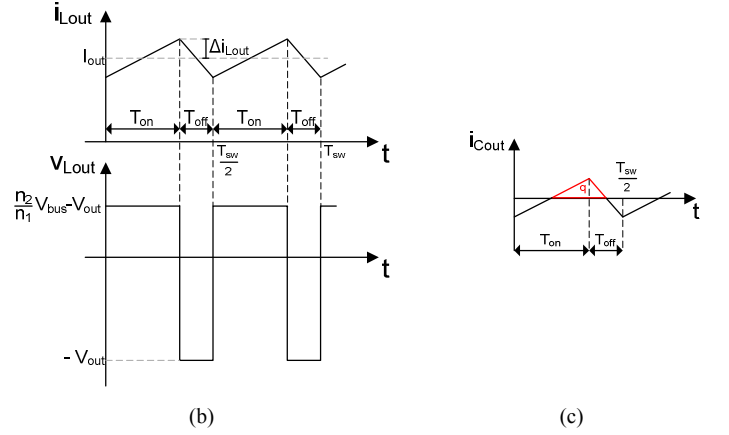 iLout
Iout
ΔiLout
Ton
Toff
Ton
Toff
Tsw/2
Tsw
t
vLout
n2/n1 Vbus-Vout
t
- Vout
(b)
iCout
q
Tsw/2
t
Ton
Toff
(c)